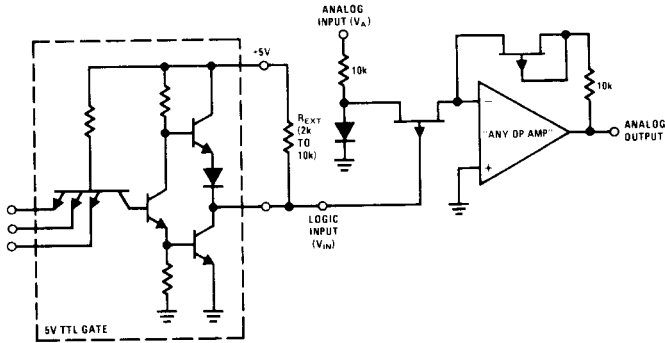 ANALOG
INPUT (VA)
+5V
10k
REXT
(2k
TO
10k)
−
"ANY OP AMP"
+
10k
ANALOG
OUTPUT
LOGIC
INPUT
(VIN)
5V TTL GATE